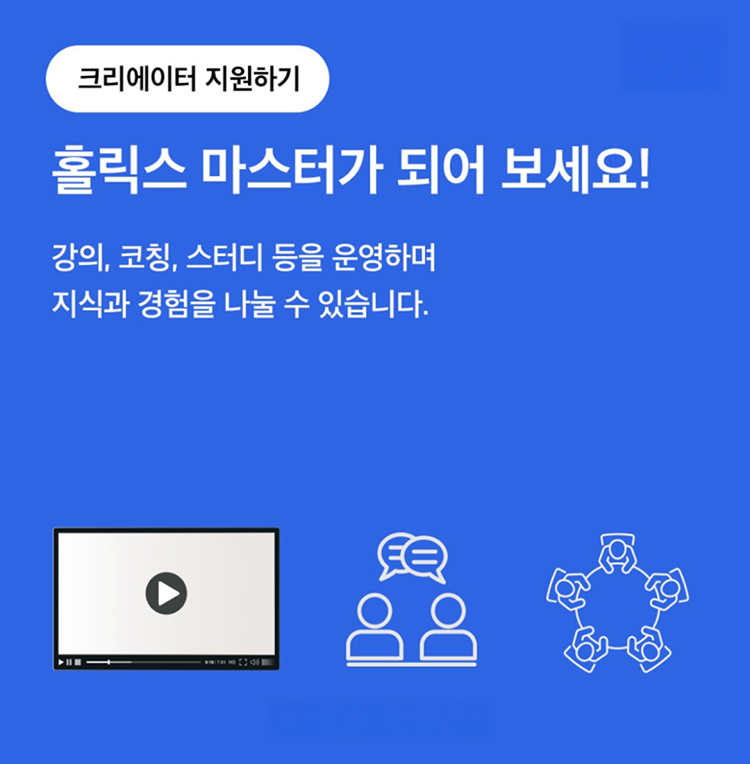 크리에이터 지원하기
홀릭스 마스터가 되어 보세요!
강의, 코칭, 스터디 등을 운영하며
지식과 경험을 나눌 수 있습니다.
HD